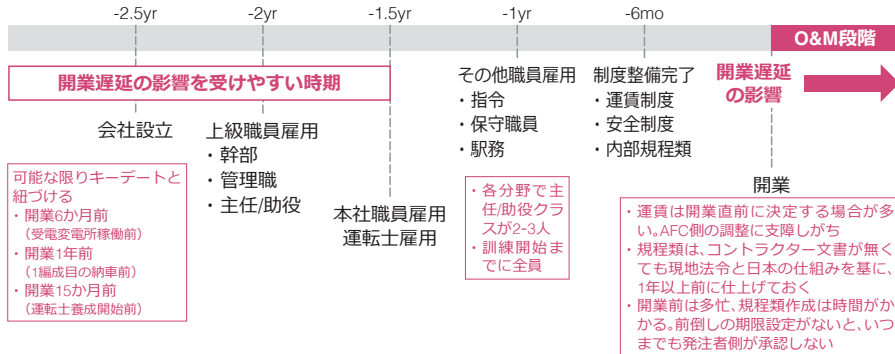 -2.5yr
-2yr
-1.5yr
-1yr
-6mo
O&M段階
開業遅延の影響を受けやすい時期
開業遅延
の影響
会社設立
上級職員雇用
・幹部
・管理職
・主任/助役
本社職員雇用
運転士雇用
その他職員雇用
・指令
・保守職員
・駅務
制度整備完了
・運賃制度
・安全制度
・内部規程類
開業
可能な限りキーデートと
紐づける
・開業6か月前
（受電変電所稼働前）
・開業1年前
（1編成目の納車前）
・開業15か月前
（運転士養成開始前）
・各分野で主
任/助役クラ
スが2-3人
・訓練開始ま
でに全員
・運賃は開業直前に決定する場合が多
い。AFC側の調整に支障しがち
・規程類は、コントラクター文書が無く
ても現地法令と日本の仕組みを基に、
1年以上前に仕上げておく
・開業前は多忙、規程類作成は時間がか
かる。前倒しの期限設定がないと、いつ
までも発注者側が承認しない